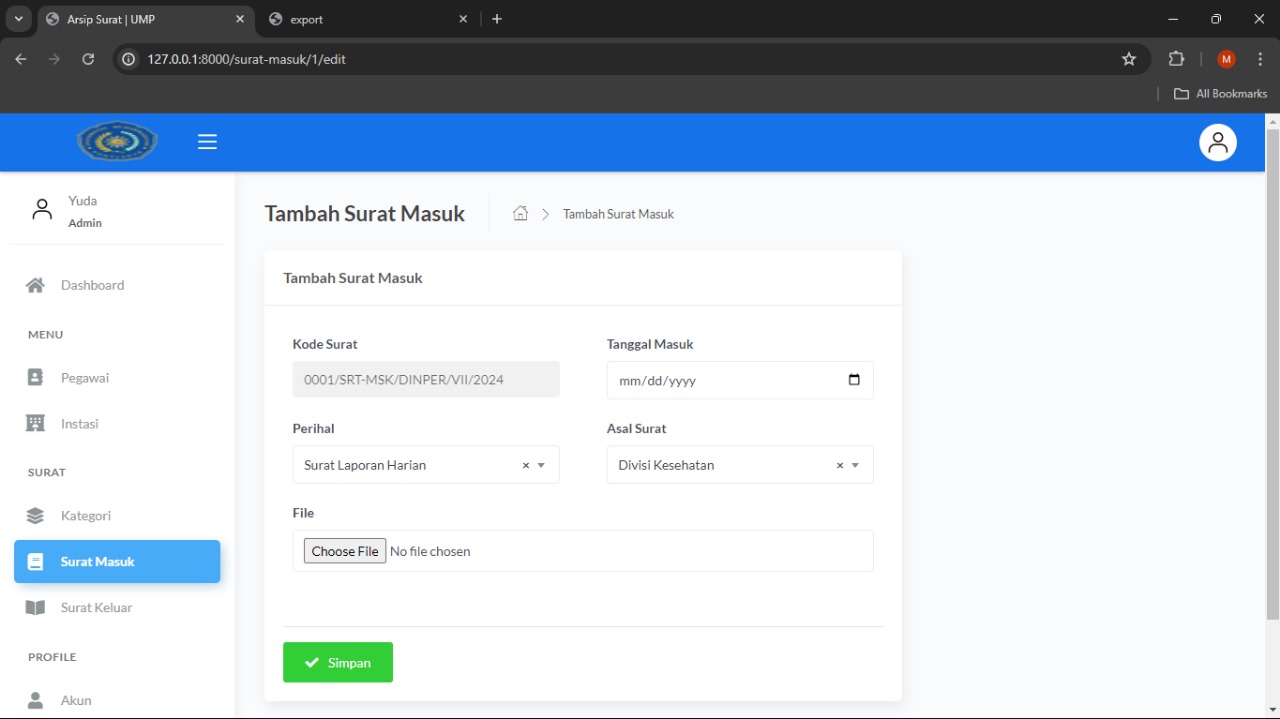 Arsip Surat | UMP
export
127.0.0.1:8000/surat-masuk/1/edit
M
All Bookmarks
Yuda
Admin
Tambah Surat Masuk
Tambah Surat Masuk
Dashboard
MENU
Pegawai
Instasi
SURAT
Kategori
Surat Masuk
Surat Keluar
PROFILE
Akun
Tambah Surat Masuk
Kode Surat
0001/SRT-MSK/DINPER/VII/2024
Tanggal Masuk
mm/dd/yyyy
Perihal
Surat Laporan Harian ×
Asal Surat
Divisi Kesehatan ×
File
Choose File No file chosen
Simpan